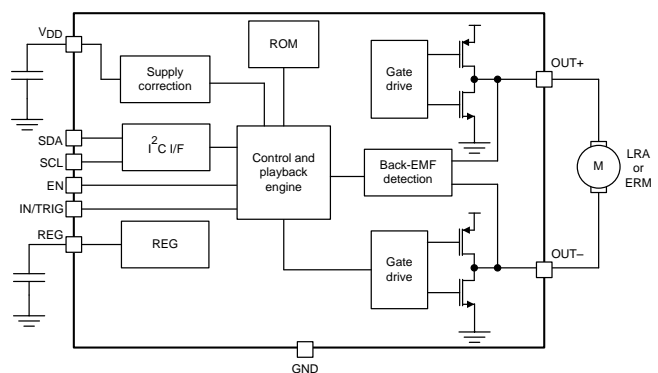 VDD
ROM
Supply
correction
Gate
drive
OUT+
SDA
SCL
I2C I/F
Control and
playback
engine
Back-EMF
detection
M
LRA
or
ERM
EN
IN/TRIG
REG
REG
Gate
drive
OUT–
GND